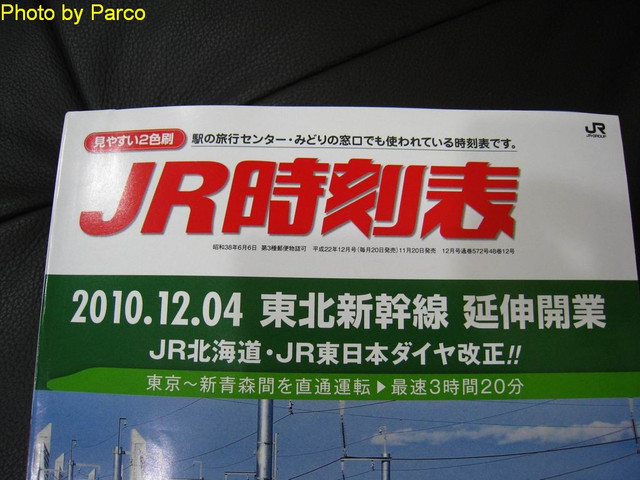 Photo by Parco
見やすい2色刷 駅の旅行センター・みどりの窓口でも使われている時刻表です。
JR
JR GROUP
JR時刻表
昭和38年6月6日 第3種郵便物認可 平成22年12月号(毎月20日発売)11月20日発売 12月号通巻572号48巻12号
2010.12.04 東北新幹線 延伸開業
JR北海道・JR東日本ダイヤ改正!!
東京~新青森間を直通運転▶最速3時間20分